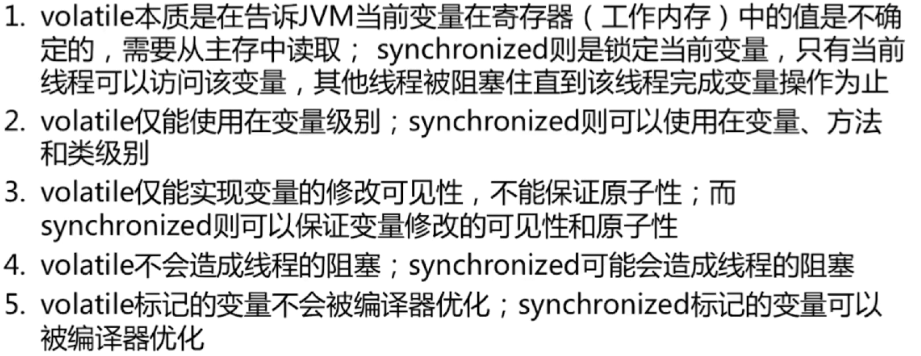 1. volatile本质是在告诉JVM当前变量在寄存器（工作内存）中的值是不确
定的，需要从主存中读取； synchronized则是锁定当前变量，只有当前
线程可以访问该变量，其他线程被阻塞住直到该线程完成变量操作为止
2. volatile仅能使用在变量级别；synchronized则可以使用在变量、方法
和类级别
3. volatile仅能实现变量的修改可见性，不能保证原子性；而
synchronized则可以保证变量修改的可见性和原子性
4. volatile不会造成线程的阻塞；synchronized可能会造成线程的阻塞
5. volatile标记的变量不会被编译器优化；synchronized标记的变量可以
被编译器优化